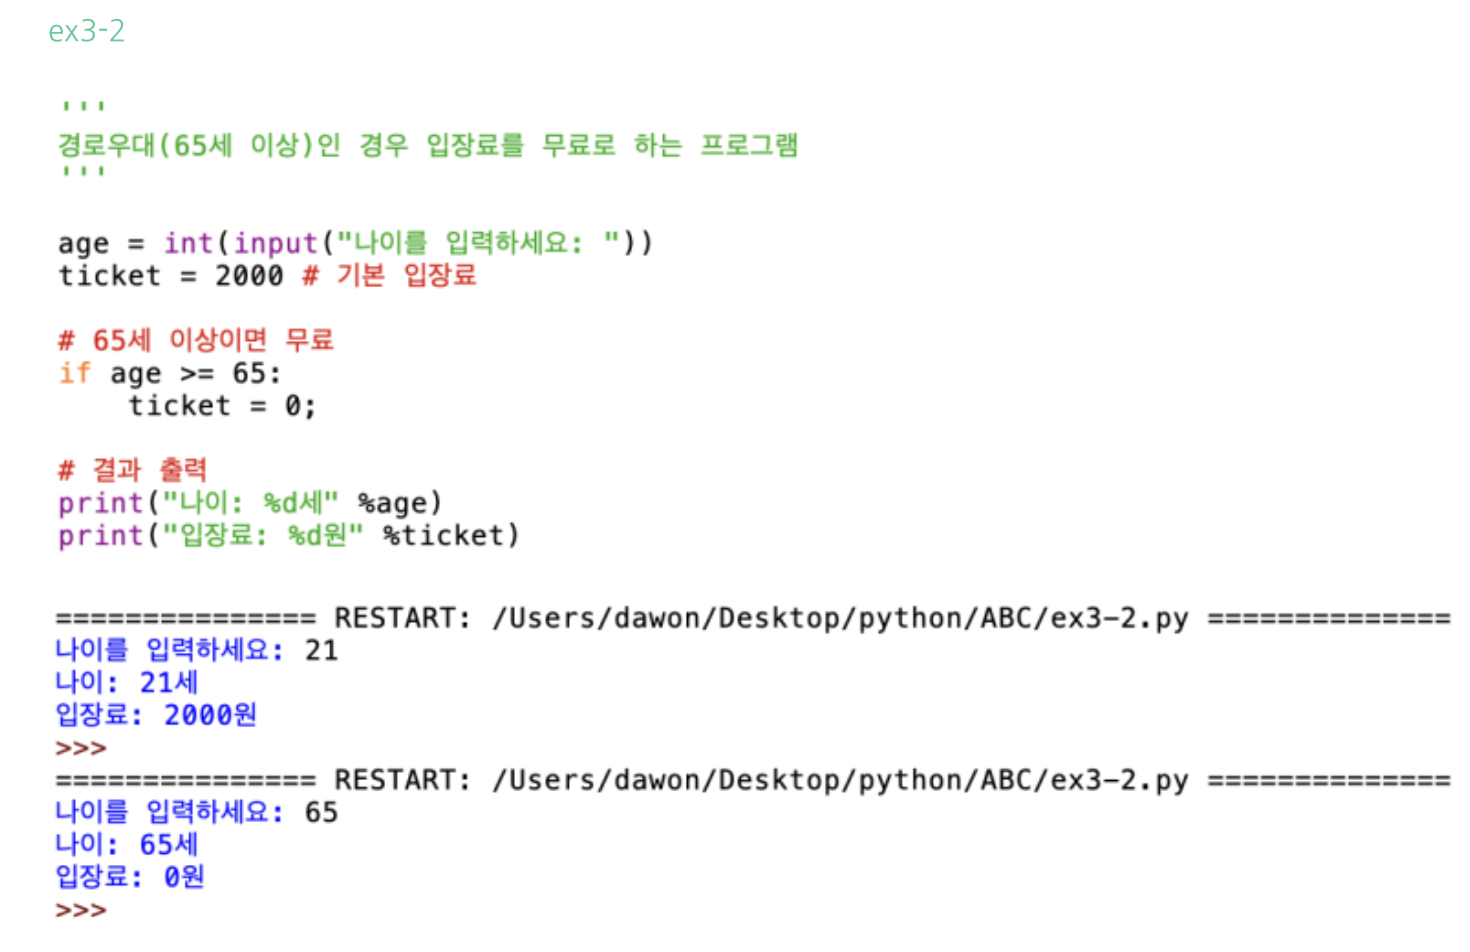 ex3-2
'''
경로우대(65세 이상)인 경우 입장료를 무료로 하는 프로그램
'''
age = int(input("나이를 입력하세요: "))
ticket = 2000 # 기본 입장료
# 65세 이상이면 무료
if age >= 65:
    ticket = 0;
# 결과 출력
print("나이: %d세" %age)
print("입장료: %d원" %ticket)
=============== RESTART: /Users/dawon/Desktop/python/ABC/ex3-2.py ==============
나이를 입력하세요: 21
나이: 21세
입장료: 2000원
>>>
=============== RESTART: /Users/dawon/Desktop/python/ABC/ex3-2.py ==============
나이를 입력하세요: 65
나이: 65세
입장료: 0원
>>>